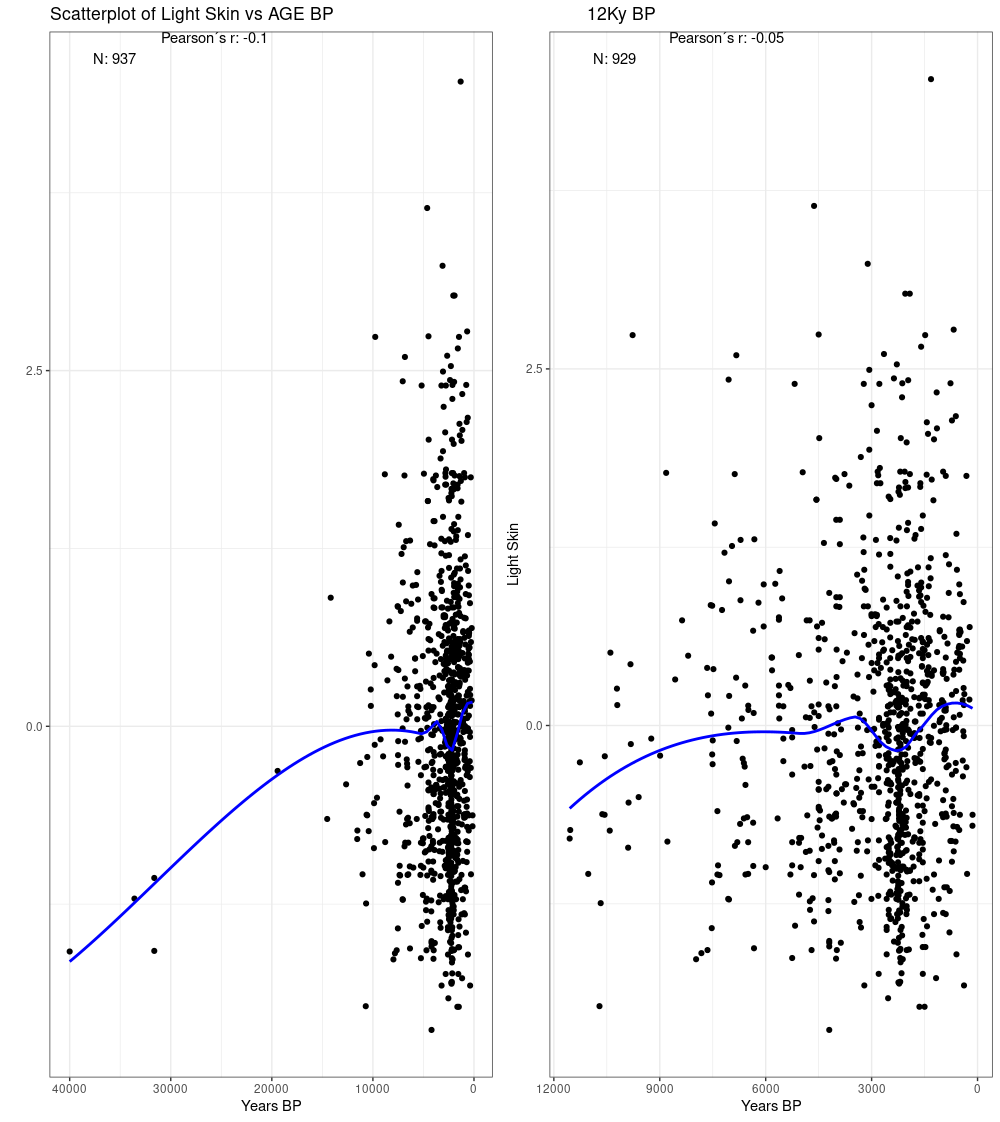 Scatterplot of Light Skin vs AGE BP
Pearson´s r: -0.1
N: 937
2.5
0.0
40000 30000 20000 10000 0
Years BP
12Ky BP
Pearson´s r: -0.05
N: 929
Light Skin
2.5
0.0
12000 9000 6000 3000 0
Years BP